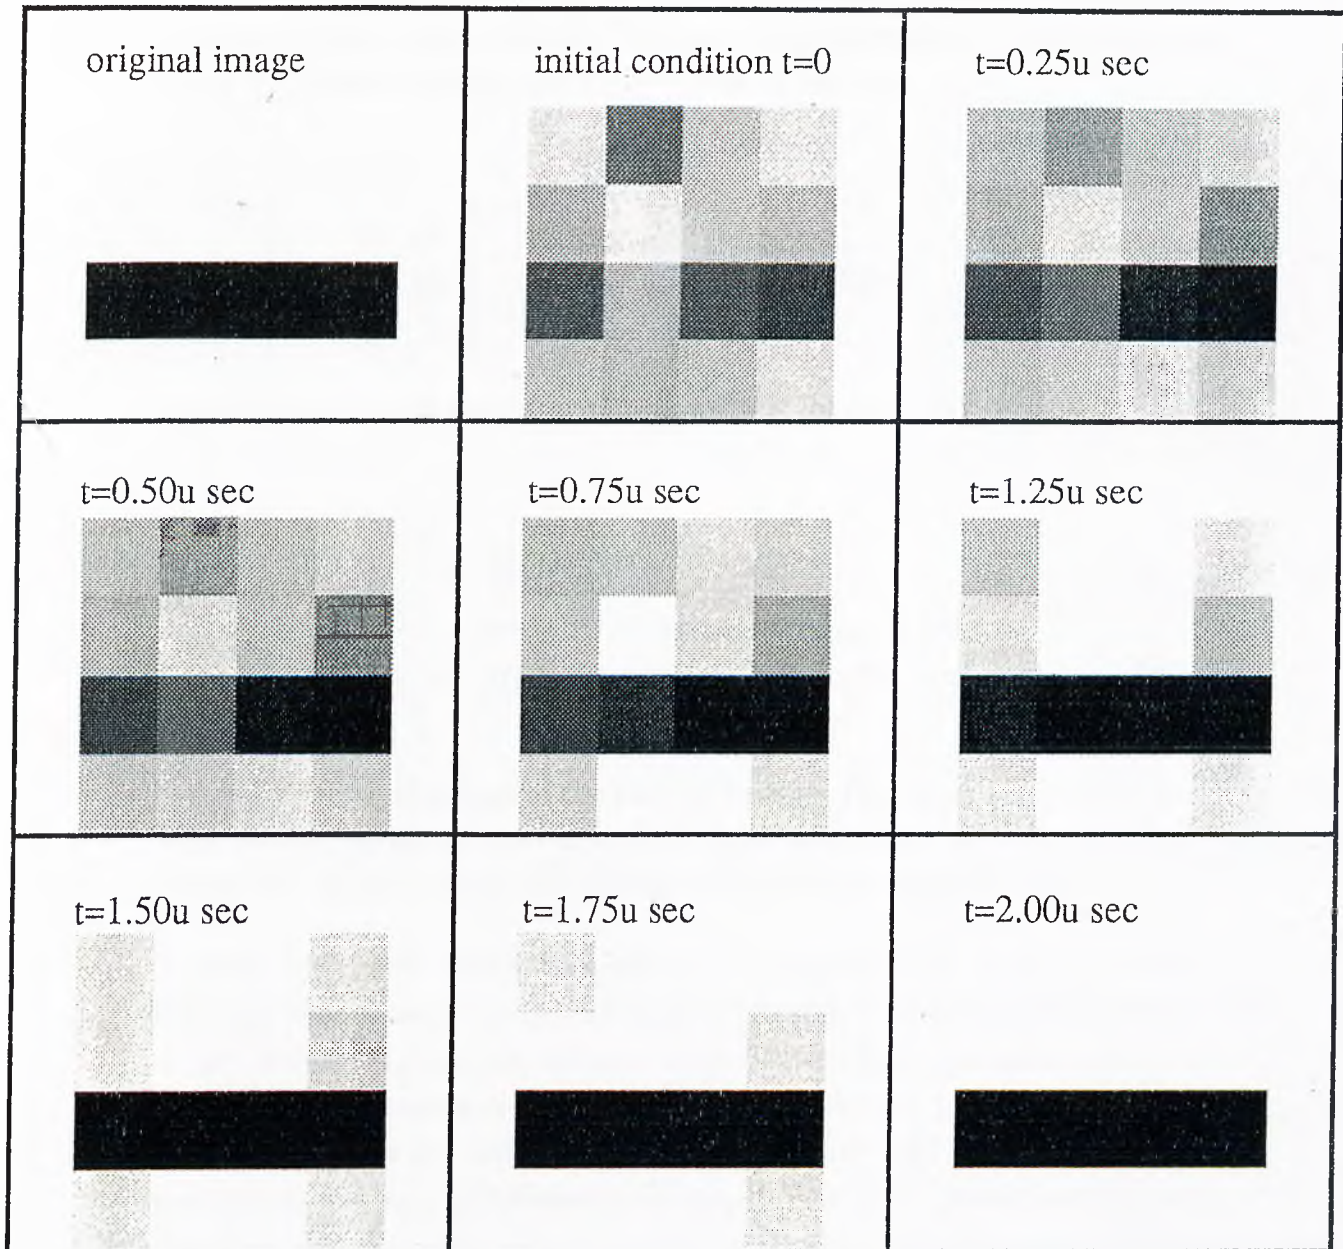 original image
initial condition t=0
t=0.25u sec
t=0.50u sec
t=0.75u sec
t=1.25u sec
t=1.50u sec
t=1.75u sec
t=2.00u sec